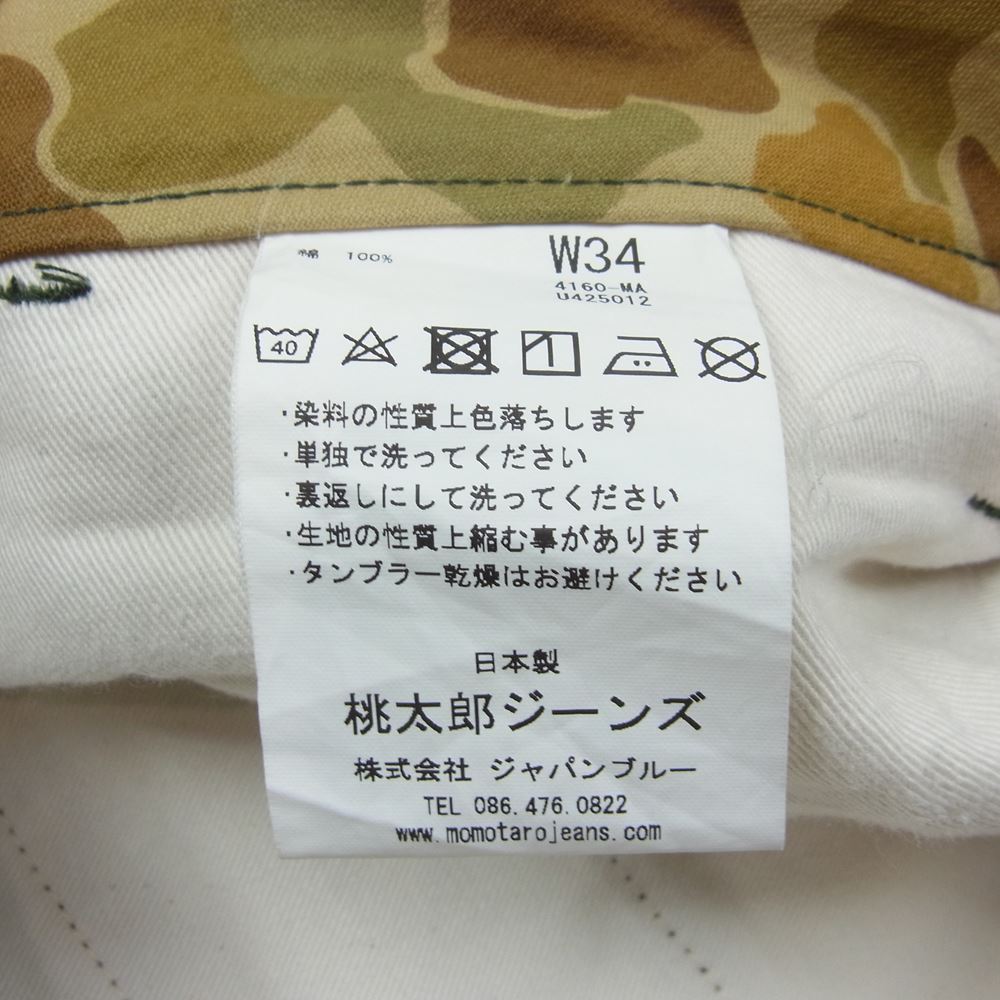 綿 100%
W34
4160-MA
U425012
40
・染料の性質上色落ちします
・単独で洗ってください
・裏返しにして洗ってください
・生地の性質上縮む事があります
・タンブラー乾燥はお避けください
日本製
桃太郎ジーンズ
株式会社 ジャパンブルー
TEL 086.476.0822
www.momotarojeans.com